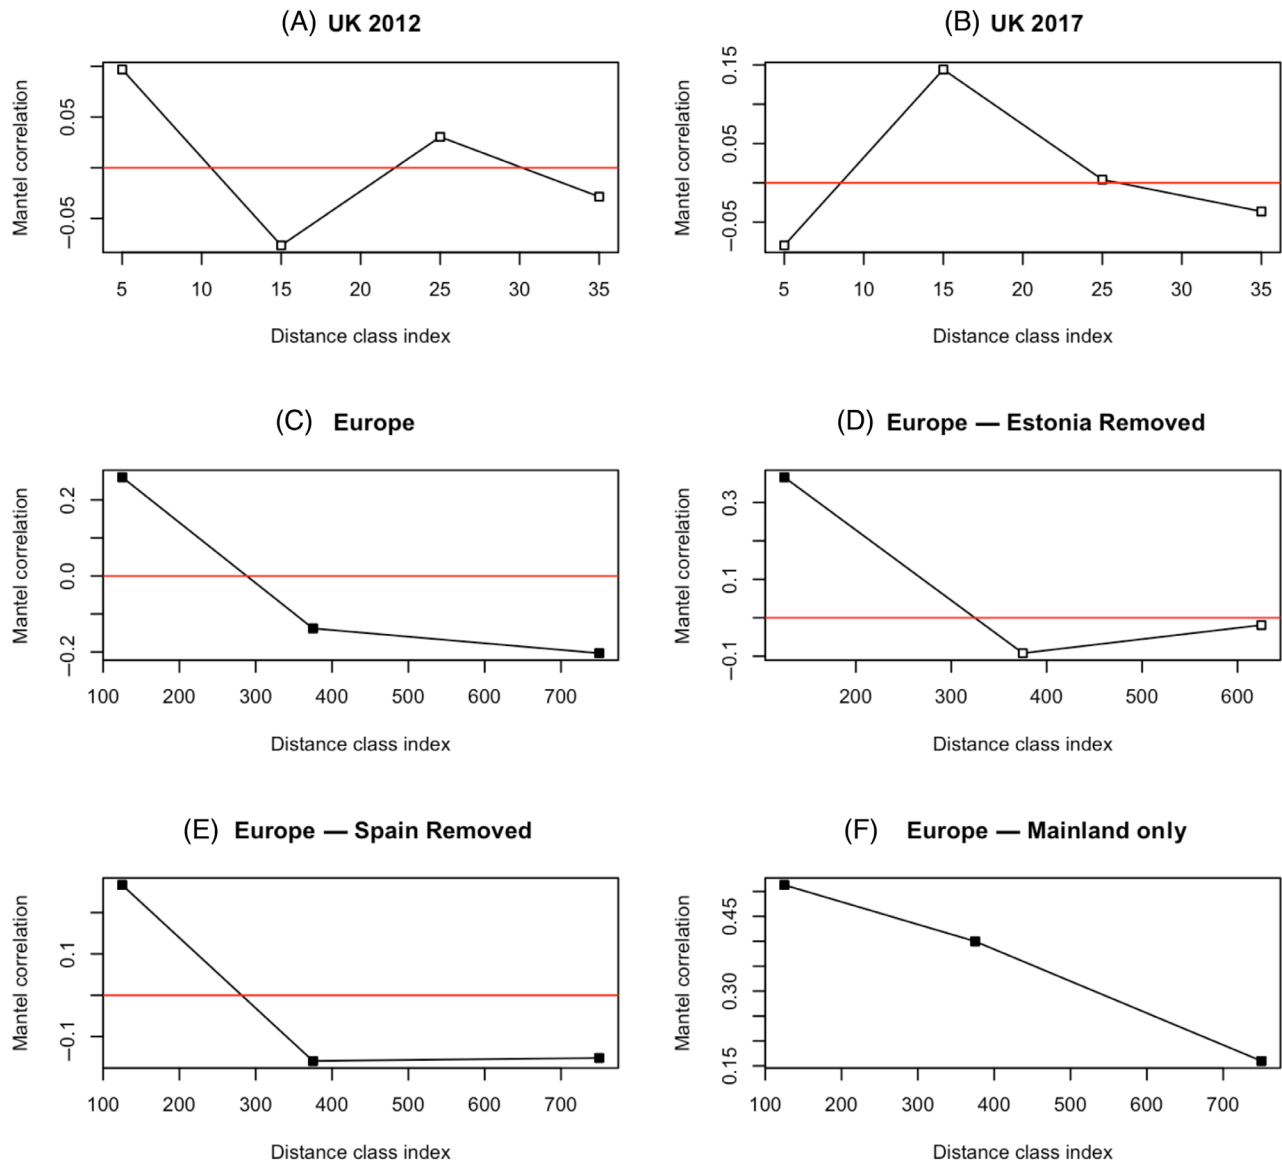 (A) UK 2012
Mantel correlation
0.05
−0.05
5 10 15 20 25 30 35
Distance class index
(B) UK 2017
Mantel correlation
0.15
0.05
−0.05
5 10 15 20 25 30 35
Distance class index
(C) Europe
Mantel correlation
0.2
0.0
−0.2
100 200 300 400 500 600 700
Distance class index
(D) Europe — Estonia Removed
Mantel correlation
0.3
0.1
−0.1
200 300 400 500 600
Distance class index
(E) Europe — Spain Removed
Mantel correlation
0.1
−0.1
100 200 300 400 500 600 700
Distance class index
(F) Europe — Mainland only
Mantel correlation
0.45
0.30
0.15
100 200 300 400 500 600 700
Distance class index